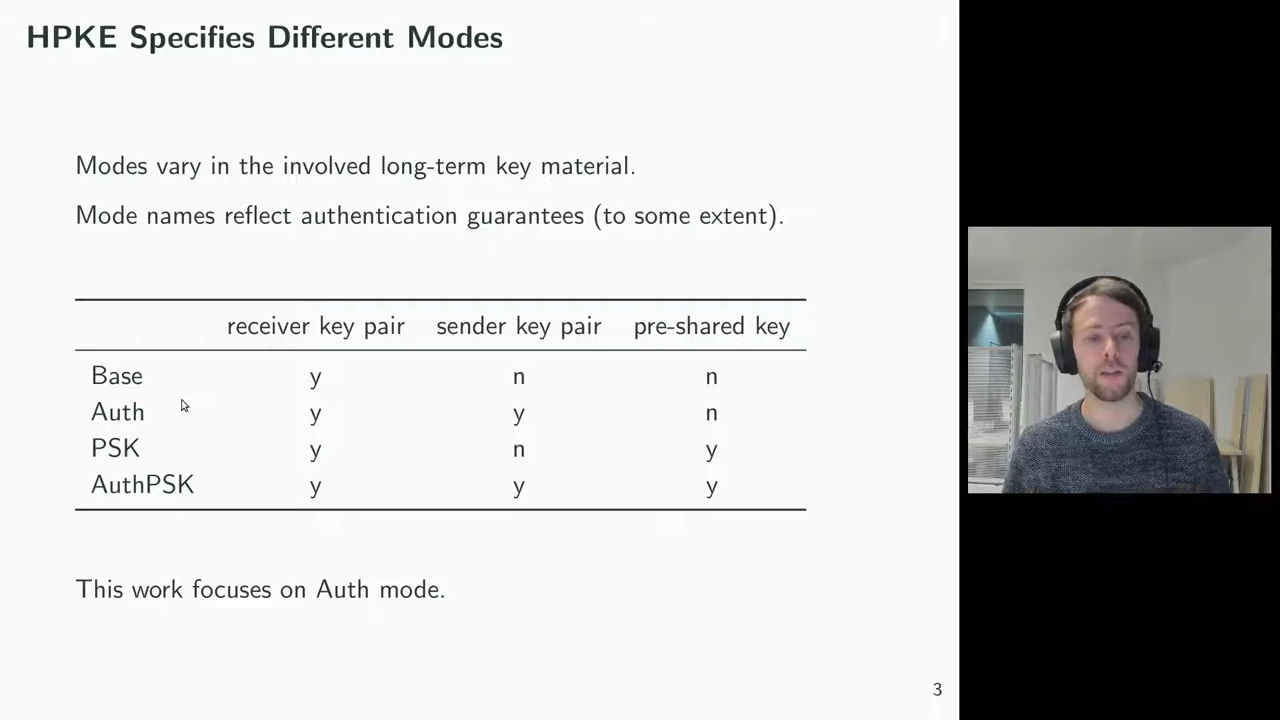 HPKE Specifies Different Modes
Modes vary in the involved long-term key material.
Mode names reflect authentication guarantees (to some extent).
receiver key pair sender key pair pre-shared key
Base y n n
Auth y y n
PSK y n y
AuthPSK y y y
This work focuses on Auth mode.
3